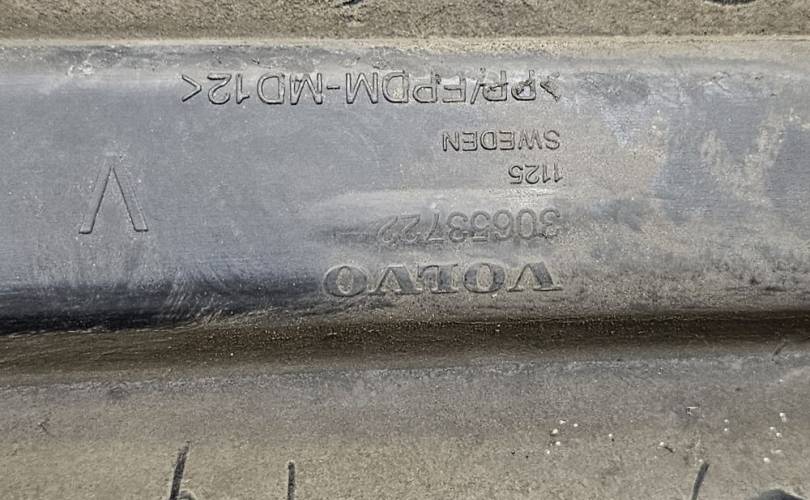 VOLVO
30653722
V
1125
SWEDEN
>PP/EPDM-MD12<